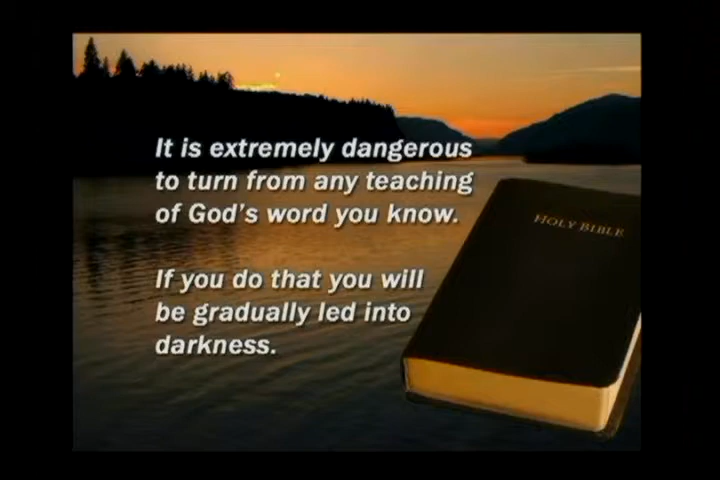 It is extremely dangerous
to turn from any teaching
of God's word you know.
If you do that you will
be gradually led into
darkness.
HOLY BIBLE